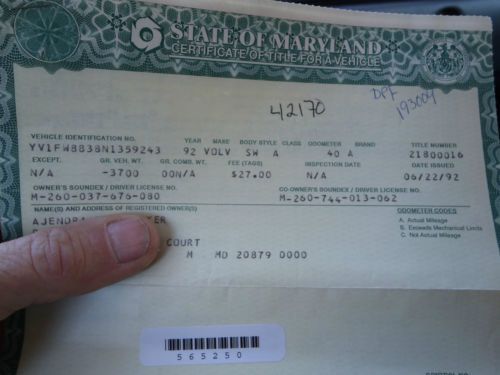 STATE OF MARYLAND
CERTIFICATE OF TITLE FOR A VEHICLE
42170
DPF
193004
VEHICLE IDENTIFICATION NO. YEAR MAKE BODY STYLE CLASS ODOMETER BRAND TITLE NUMBER
YV1FW8838N1359243 92 VOLV SW A 40 A 21800016
EXCEPT. GR. VEH. WT. GR. COMB. WT. FEE (TAGS) INSPECTION DATE DATE ISSUED
N/A -3700 00N/A $27.00 N/A 06/22/92
OWNER'S SOUNDEX / DRIVER LICENSE NO. CO-OWNER'S SOUNDEX / DRIVER LICENSE NO.
M-260-037-676-080 M-260-744-013-062
NAME(S) AND ADDRESS OF REGISTERED OWNER(S) ODOMETER CODES
AJENDRA A. Actual Mileage
B. Exceeds Mechanical Limits
COURT C. Not Actual Mileage
M MD 20879 0000
565250